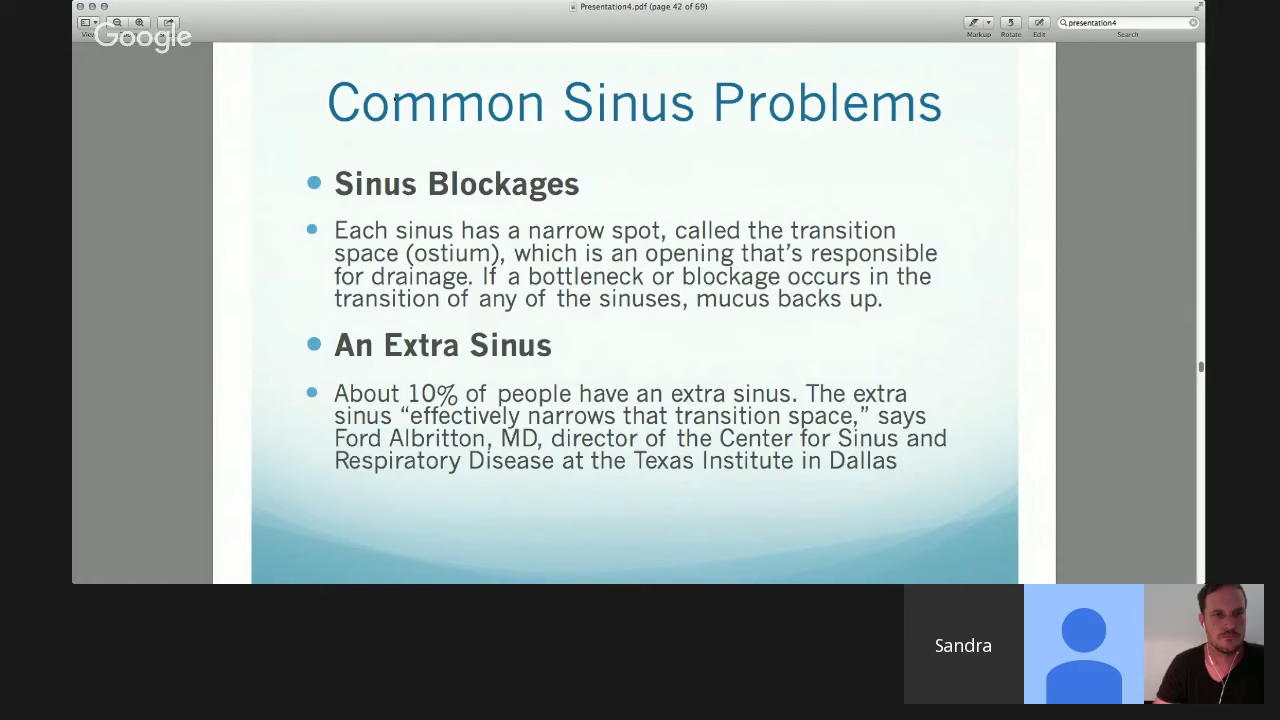 Presentation4.pdf (page 42 of 69)
Google
View
Markup
Rotate
Edit
presentation4
Search
Common Sinus Problems
Sinus Blockages
Each sinus has a narrow spot, called the transition
space (ostium), which is an opening that's responsible
for drainage. If a bottleneck or blockage occurs in the
transition of any of the sinuses, mucus backs up.
An Extra Sinus
About 10% of people have an extra sinus. The extra
sinus “effectively narrows that transition space,” says
Ford Albritton, MD, director of the Center for Sinus and
Respiratory Disease at the Texas Institute in Dallas
Sandra